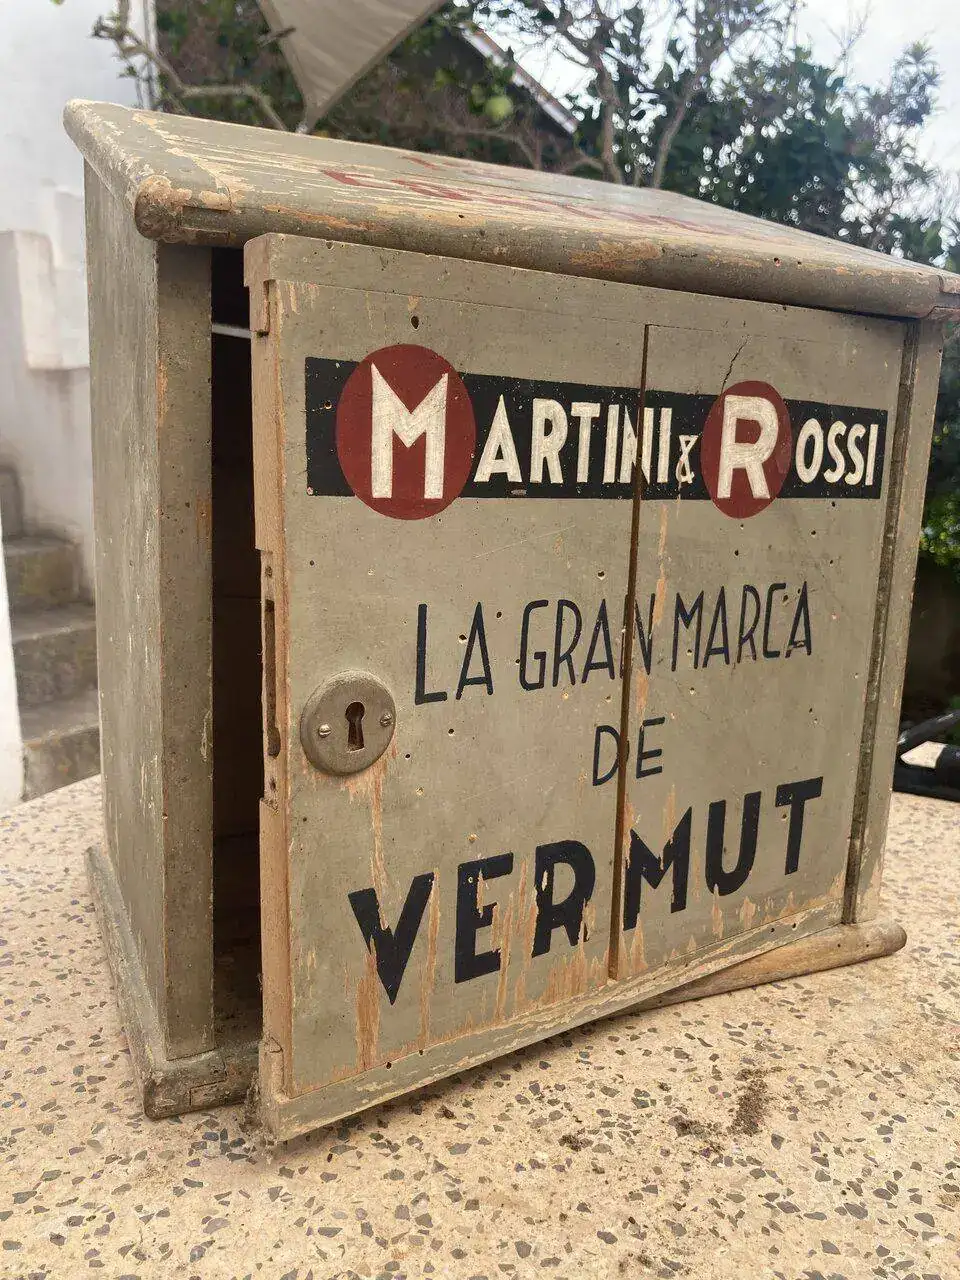 MARTINI & ROSSI
LA GRAN MARCA
DE
VERMUT